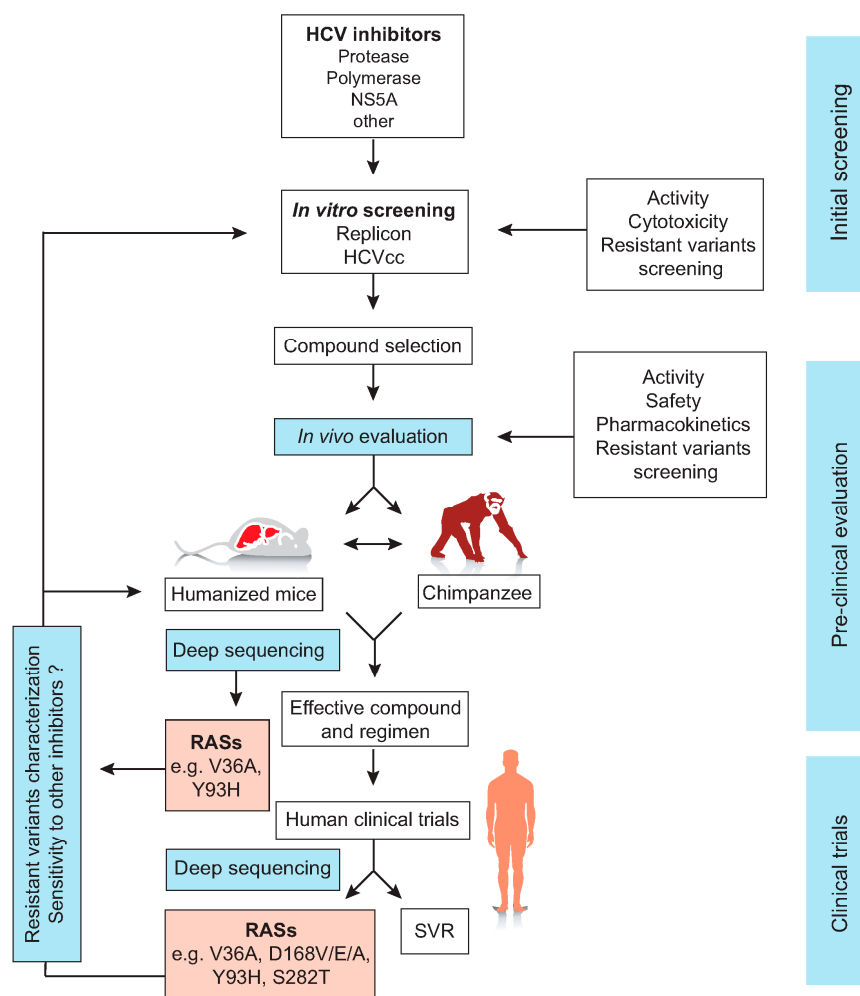 HCV inhibitors
Protease
Polymerase
NS5A
other
Initial screening
In vitro screening
Replicon
HCVcc
Activity
Cytotoxicity
Resistant variants
screening
Compound selection
In vivo evaluation
Activity
Safety
Pharmacokinetics
Resistant variants
screening
Pre-clinical evaluation
Humanized mice
Chimpanzee
Deep sequencing
Effective compound
and regimen
RASs
e.g. V36A,
Y93H
Resistant variants characterization
Sensitivity to other inhibitors ?
Human clinical trials
Clinical trials
Deep sequencing
RASs
e.g. V36A, D168V/E/A,
Y93H, S282T
SVR